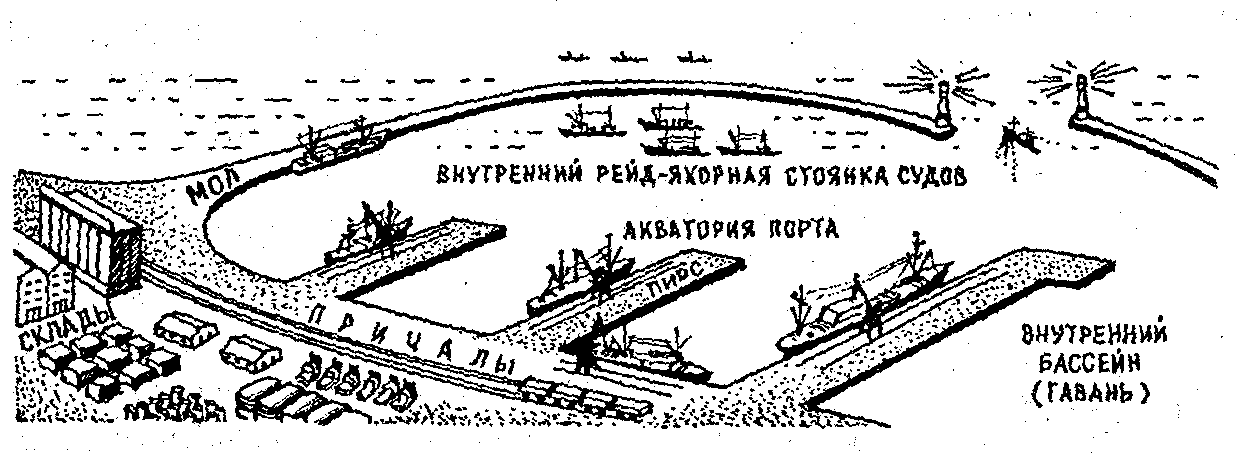 МОЛ
ВНУТРЕННИЙ РЕЙД-ЯКОРНАЯ СТОЯНКА СУДОВ
АКВАТОРИЯ ПОРТА
ПИРС
СКЛАДЫ
ПРИЧАЛЫ
ВНУТРЕННИЙ
БАССЕЙН
(ГАВАНЬ)